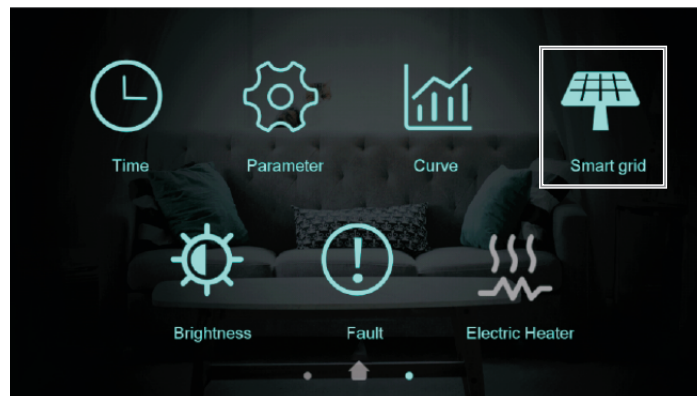 Time
Parameter
Curve
Smart grid
Brightness
Fault
Electric Heater